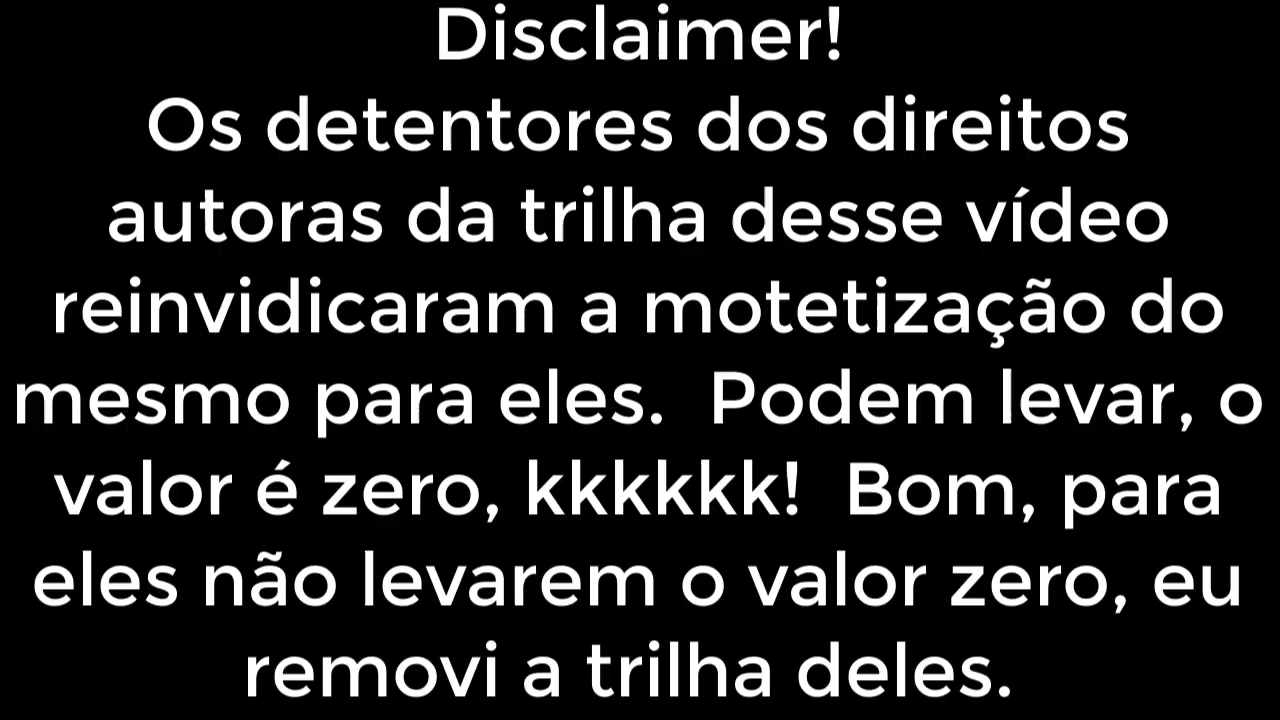 Disclaimer!
Os detentores dos direitos
autoras da trilha desse vídeo
reinvidicaram a motetização do
mesmo para eles.  Podem levar, o
valor é zero, kkkkkk!  Bom, para
eles não levarem o valor zero, eu
removi a trilha deles.